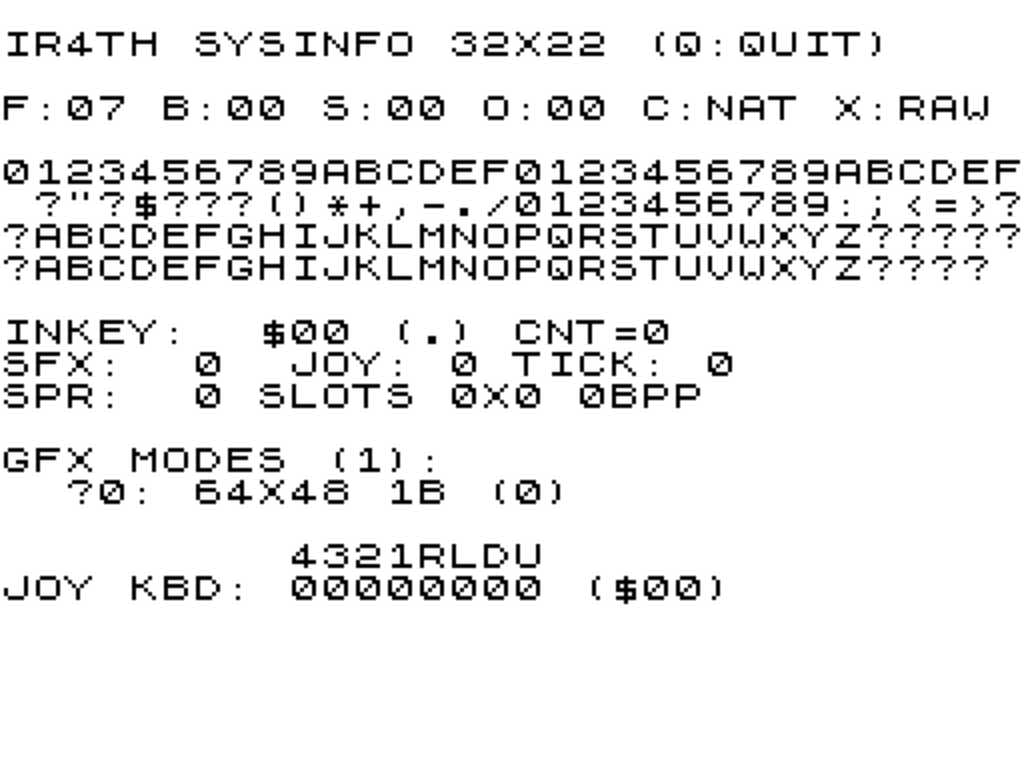 IR4TH SYSINFO 32X22 (Q:QUIT)
F:07 B:00 S:00 O:00 C:NAT X:RAW
0123456789ABCDEF0123456789ABCDEF
?"?$???()*+,-./0123456789:;<=>?
?ABCDEFGHIJKLMNOPQRSTUVWXYZ?????
?ABCDEFGHIJKLMNOPQRSTUVWXYZ????
INKEY:  $00 (.) CNT=0
SFX:  0  JOY: 0 TICK: 0
SPR:  0 SLOTS 0X0 0BPP
GFX MODES (1):
?0: 64X48 1B (0)
4321RLDU
JOY KBD: 00000000 ($00)